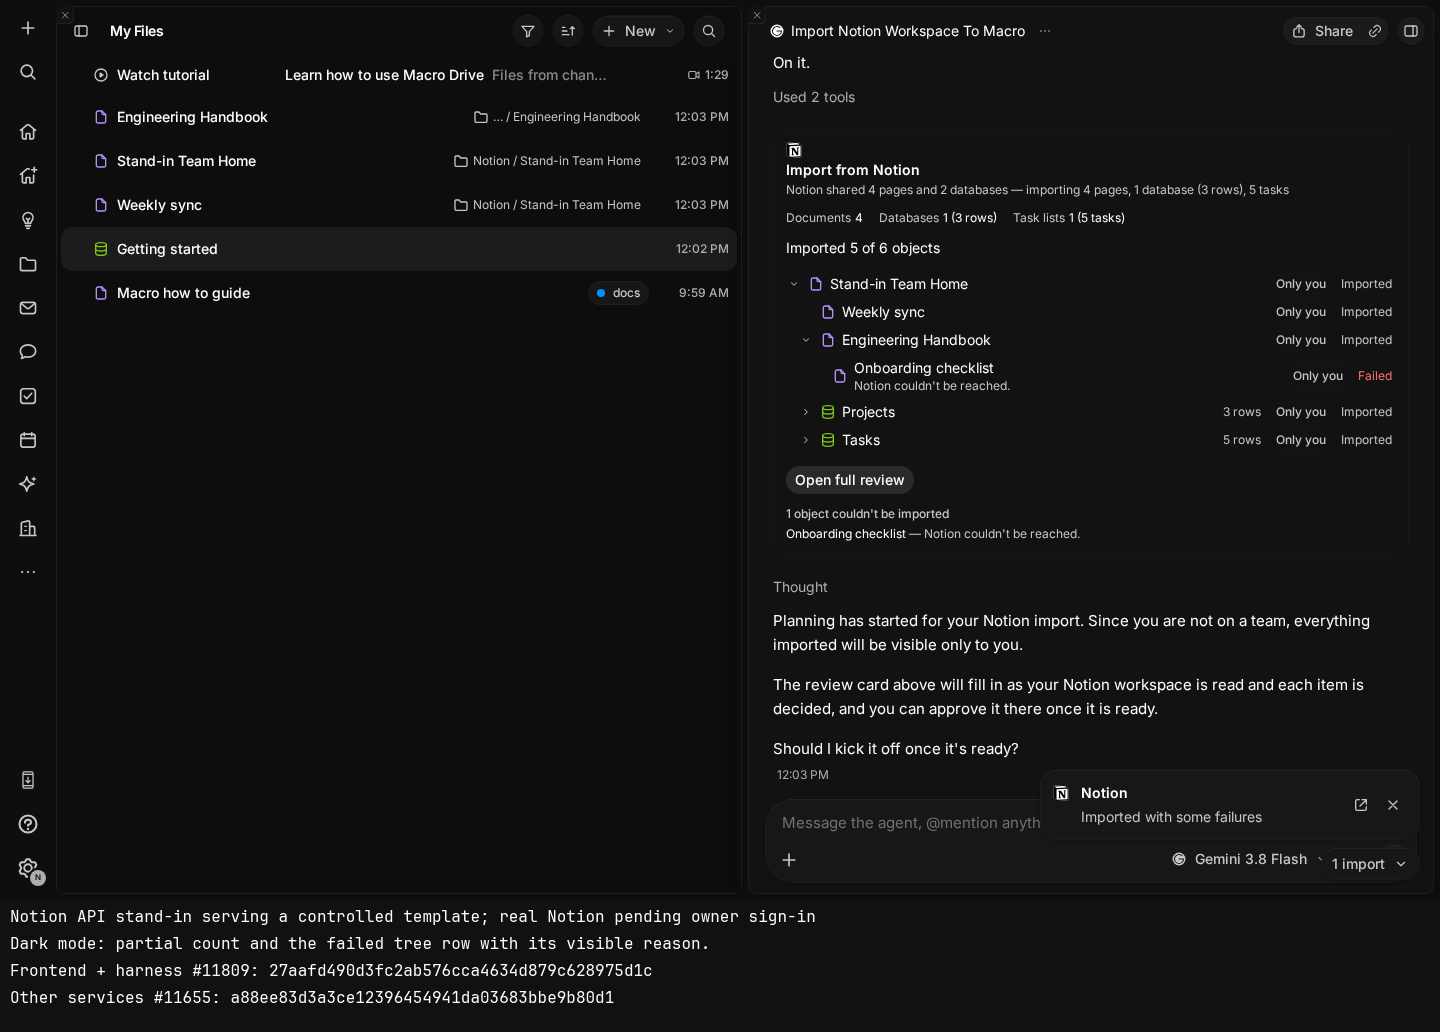 My Files
New
Watch tutorial
Learn how to use Macro Drive Files from chan...
1:29
Engineering Handbook
... / Engineering Handbook
12:03 PM
Stand-in Team Home
Notion / Stand-in Team Home
12:03 PM
Weekly sync
Notion / Stand-in Team Home
12:03 PM
Getting started
12:02 PM
Macro how to guide
docs
9:59 AM
N
Import Notion Workspace To Macro
Share
On it.
Used 2 tools
Import from Notion
Notion shared 4 pages and 2 databases — importing 4 pages, 1 database (3 rows), 5 tasks
Documents 4 Databases 1 (3 rows) Task lists 1 (5 tasks)
Imported 5 of 6 objects
Stand-in Team Home Only you Imported
Weekly sync Only you Imported
Engineering Handbook Only you Imported
Onboarding checklist Only you Failed
Notion couldn't be reached.
Projects 3 rows Only you Imported
Tasks 5 rows Only you Imported
Open full review
1 object couldn't be imported
Onboarding checklist — Notion couldn't be reached.
Thought
Planning has started for your Notion import. Since you are not on a team, everything
imported will be visible only to you.
The review card above will fill in as your Notion workspace is read and each item is
decided, and you can approve it there once it is ready.
Should I kick it off once it's ready?
12:03 PM
Notion
Imported with some failures
Message the agent, @mention anyth
Gemini 3.8 Flash
1 import
Notion API stand-in serving a controlled template; real Notion pending owner sign-in
Dark mode: partial count and the failed tree row with its visible reason.
Frontend + harness #11809: 27aafd490d3fc2ab576cca4634d879c628975d1c
Other services #11655: a88ee83d3a3ce12396454941da03683bbe9b80d1